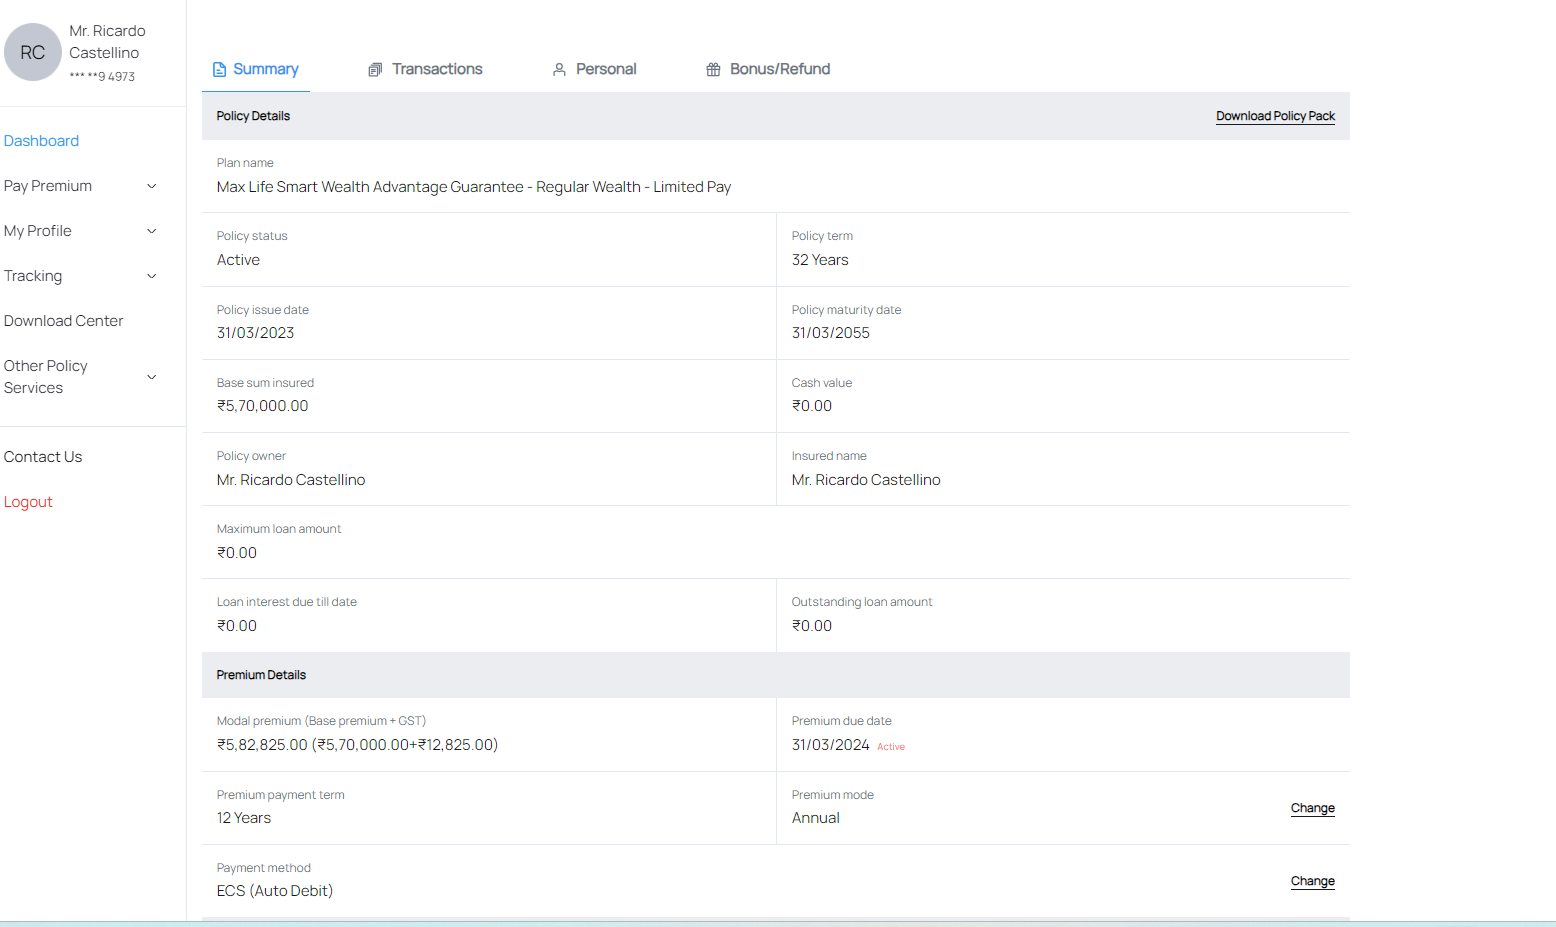 RC
Mr. Ricardo
Castellino
*** **9 4973
Dashboard
Pay Premium
My Profile
Tracking
Download Center
Other Policy
Services
Contact Us
Logout
Summary
Transactions
Personal
Bonus/Refund
Policy Details
Download Policy Pack
Plan name
Max Life Smart Wealth Advantage Guarantee - Regular Wealth - Limited Pay
Policy status
Active
Policy term
32 Years
Policy issue date
31/03/2023
Policy maturity date
31/03/2055
Base sum insured
₹5,70,000.00
Cash value
₹0.00
Policy owner
Mr. Ricardo Castellino
Insured name
Mr. Ricardo Castellino
Maximum loan amount
₹0.00
Loan interest due till date
₹0.00
Outstanding loan amount
₹0.00
Premium Details
Modal premium (Base premium + GST)
₹5,82,825.00 (₹5,70,000.00+₹12,825.00)
Premium due date
31/03/2024 Active
Premium payment term
12 Years
Premium mode
Annual
Change
Payment method
ECS (Auto Debit)
Change